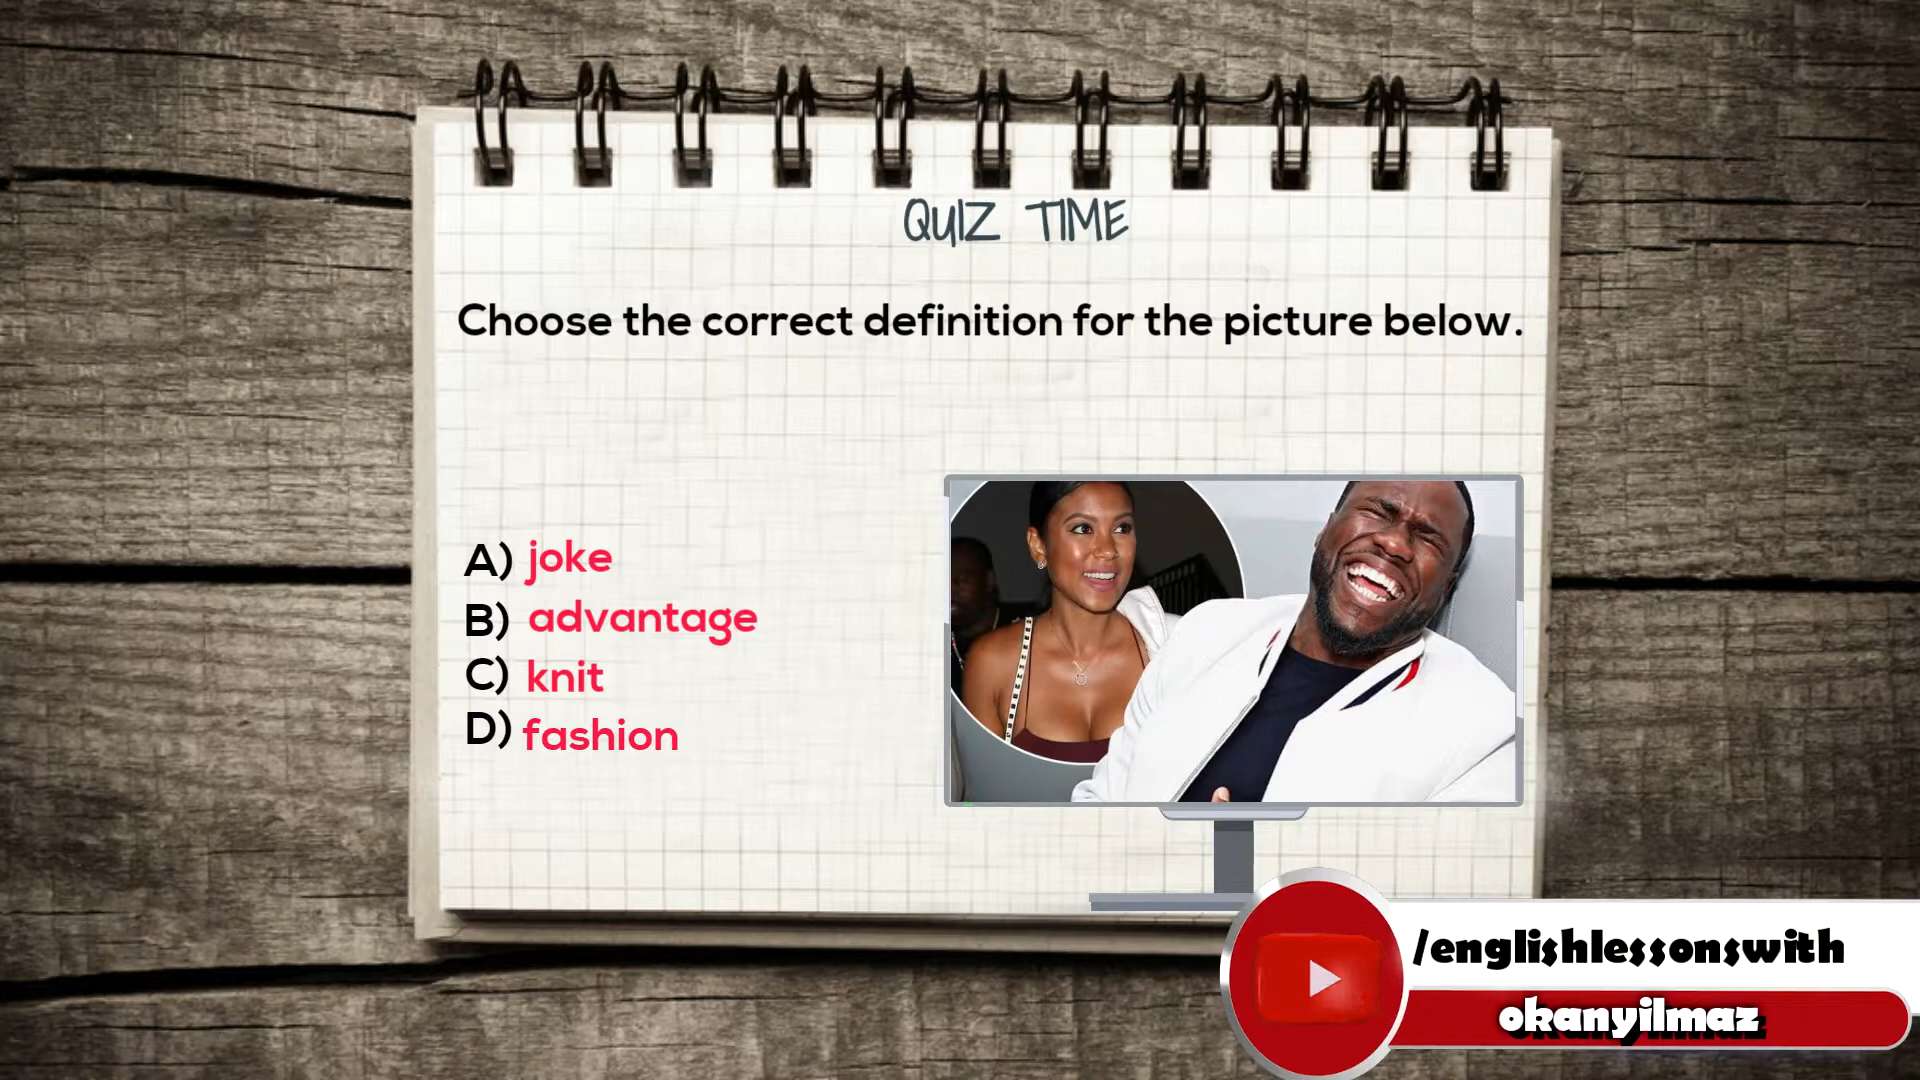 QUIZ TIME
Choose the correct definition for the picture below.
A) joke
B) advantage
C) knit
D) fashion
/englishlessonswith
okanyilmaz